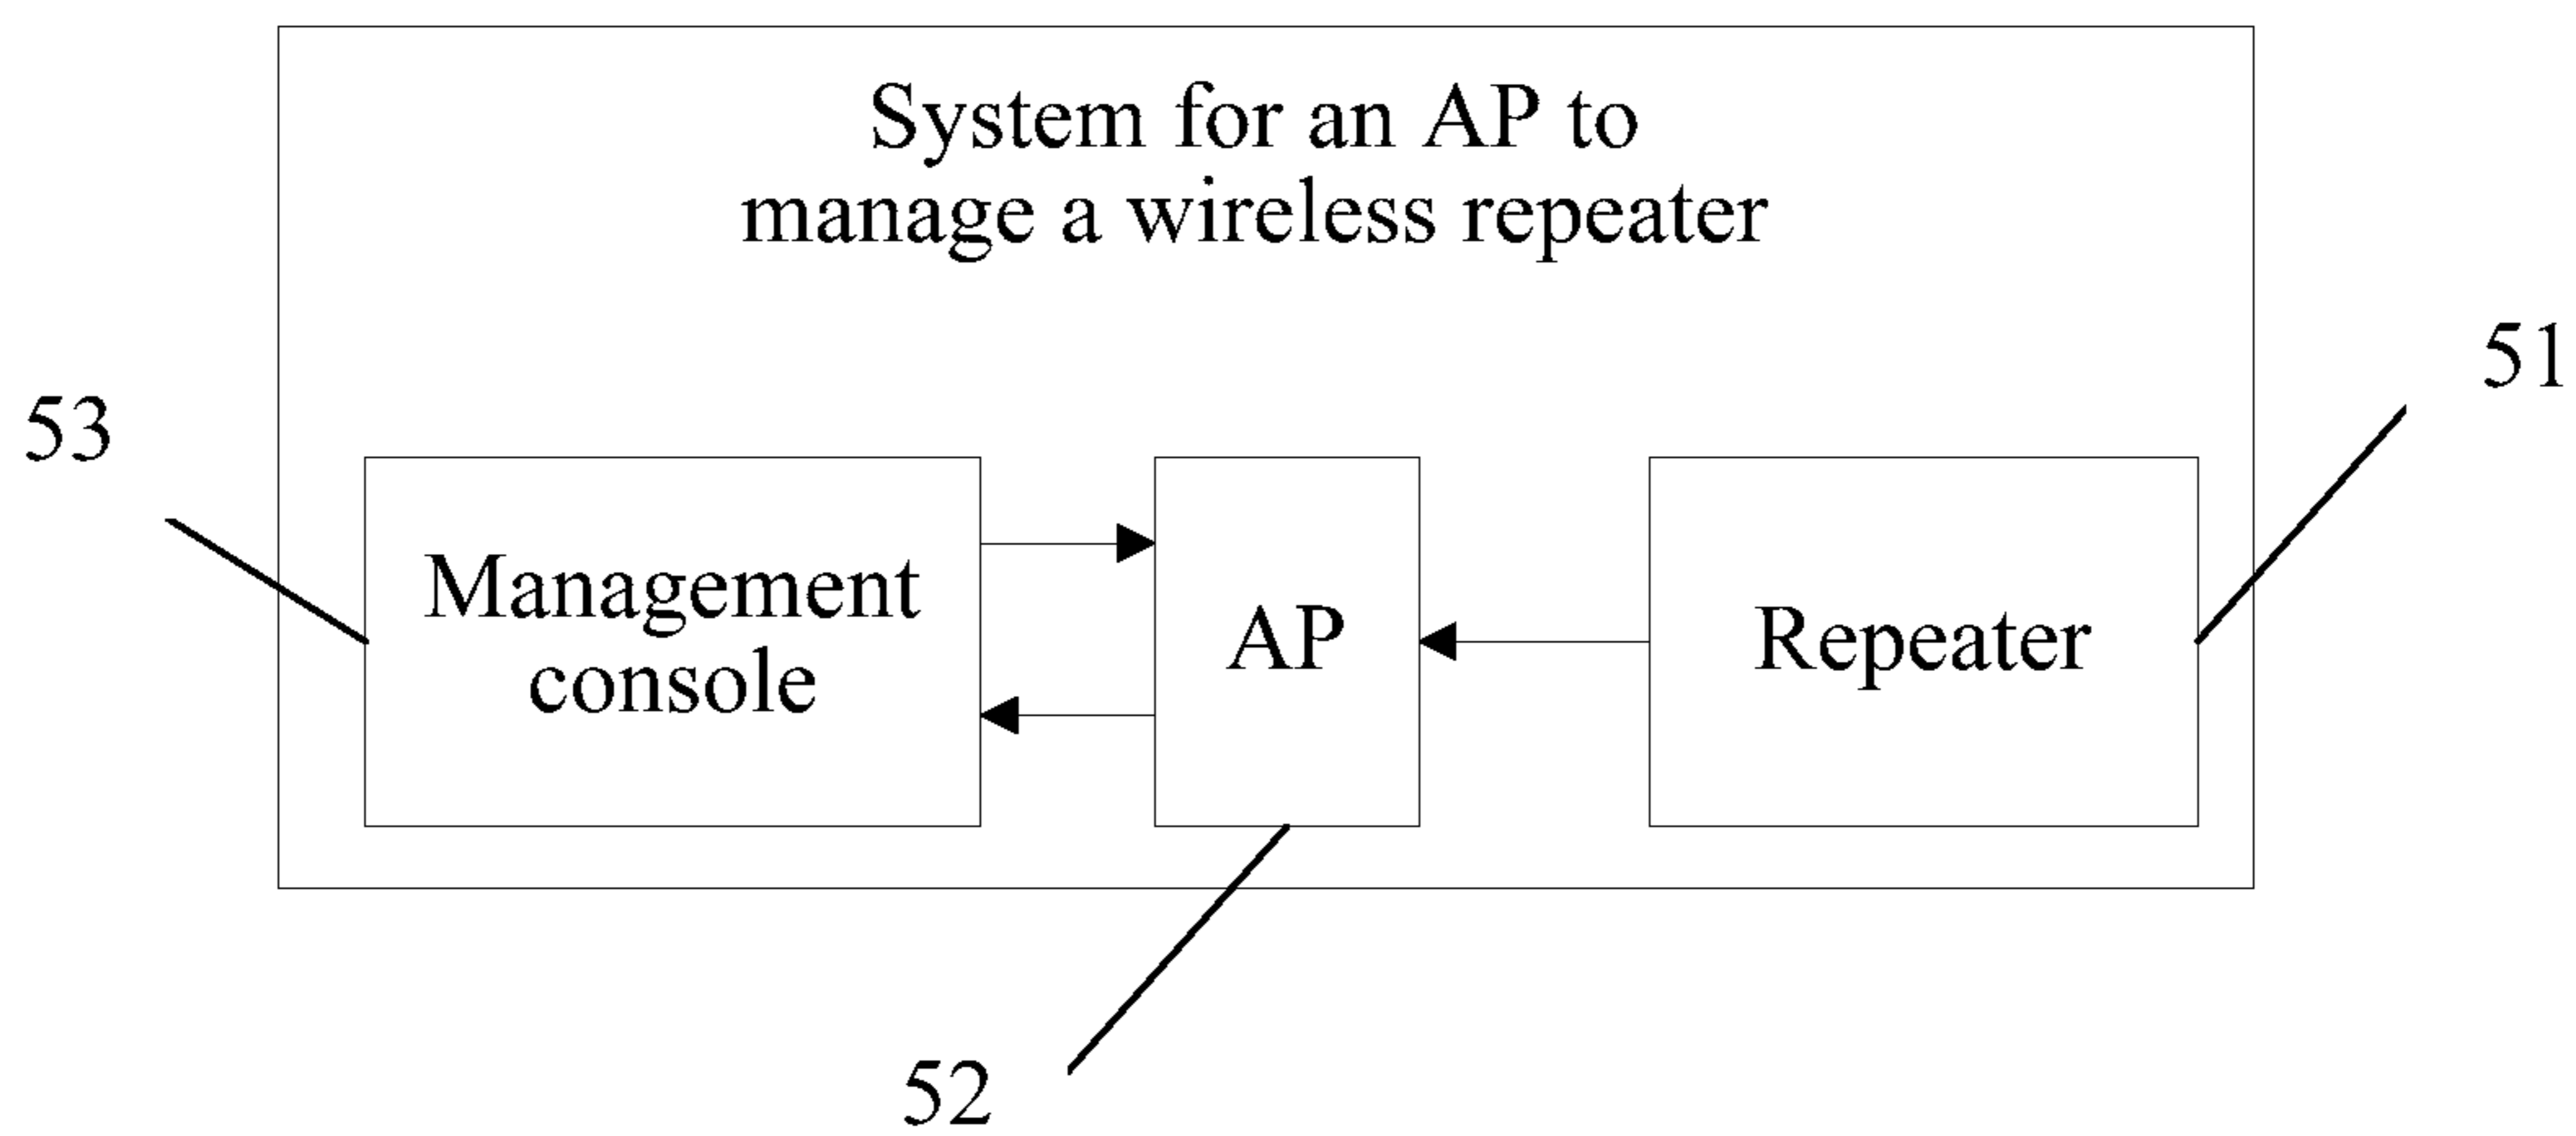 System for an AP to
manage a wireless repeater
51
53
Management
console
AP
Repeater
52